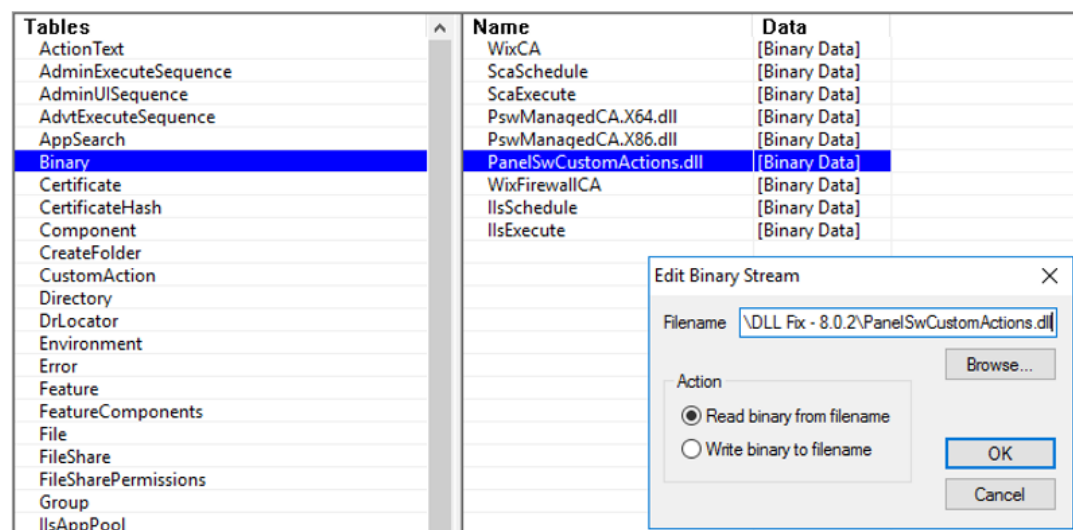 Tables
ActionText
AdminExecuteSequence
AdminUISequence
AdvtExecuteSequence
AppSearch
Binary
Certificate
CertificateHash
Component
CreateFolder
CustomAction
Directory
DrLocator
Environment
Error
Feature
FeatureComponents
File
FileShare
FileSharePermissions
Group
IIsAppPool
Name Data
WixCA [Binary Data]
ScaSchedule [Binary Data]
ScaExecute [Binary Data]
PswManagedCA.X64.dll [Binary Data]
PswManagedCA.X86.dll [Binary Data]
PanelSwCustomActions.dll [Binary Data]
WixFirewallCA [Binary Data]
IIsSchedule [Binary Data]
IIsExecute [Binary Data]
Edit Binary Stream
Filename \DLL Fix - 8.0.2\PanelSwCustomActions.dll
Browse...
Action
Read binary from filename
Write binary to filename
OK
Cancel